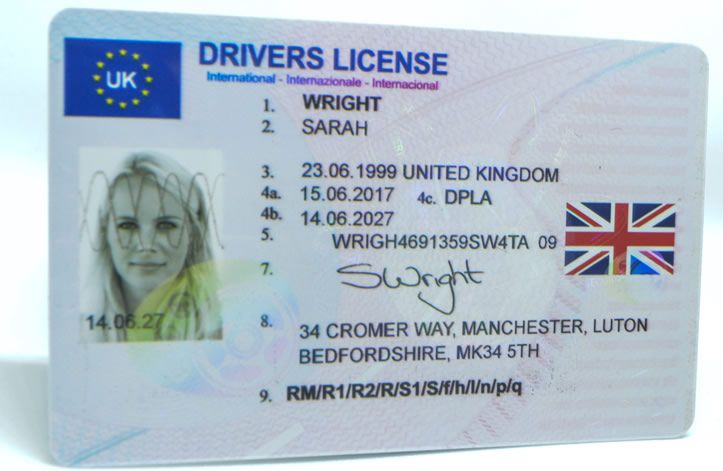 UK
DRIVERS LICENSE
International - Internazionale - Internacional
1. WRIGHT
2. SARAH
3. 23.06.1999 UNITED KINGDOM
4a. 15.06.2017 4c. DPLA
4b. 14.06.2027
5 WRIGH4691359SW4TA 09
7. SWright
14.06.27
8. 34 CROMER WAY, MANCHESTER, LUTON
BEDFORDSHIRE, MK34 5TH
9. RM/R1/R2/R/S1/S/f/h/l/n/p/q